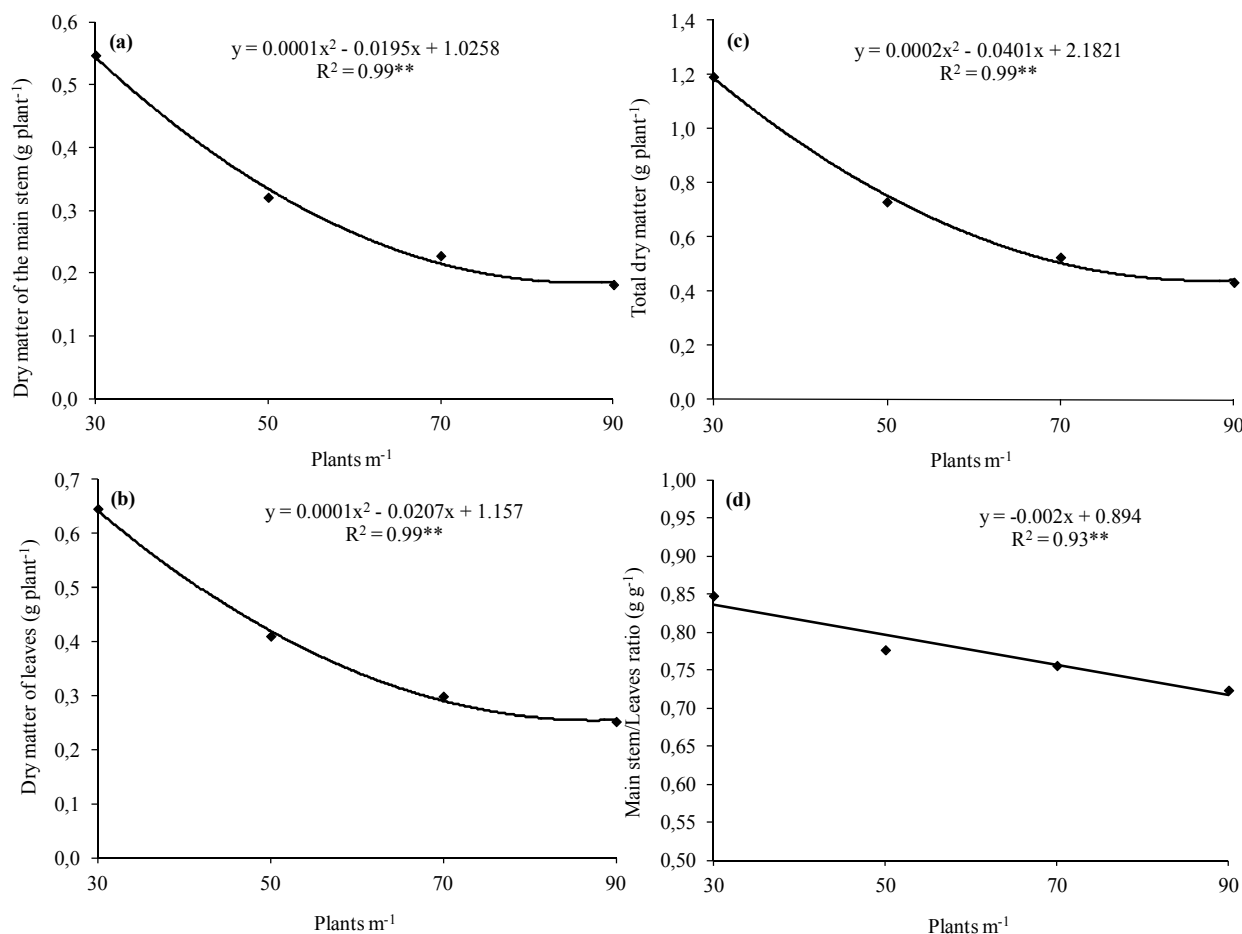 (a)
y = 0.0001x² - 0.0195x + 1.0258
R² = 0.99**
Dry matter of the main stem (g plant⁻¹)
0,6
0,5
0,4
0,3
0,2
0,1
0,0
30 50 70 90
Plants m⁻¹
(c)
y = 0.0002x² - 0.0401x + 2.1821
R² = 0.99**
Total dry matter (g plant⁻¹)
1,4
1,2
1,0
0,8
0,6
0,4
0,2
0,0
30 50 70 90
Plants m⁻¹
(b)
y = 0.0001x² - 0.0207x + 1.157
R² = 0.99**
Dry matter of leaves (g plant⁻¹)
0,7
0,6
0,5
0,4
0,3
0,2
0,1
0,0
30 50 70 90
Plants m⁻¹
(d)
y = -0.002x + 0.894
R² = 0.93**
Main stem/Leaves ratio (g g⁻¹)
1,00
0,95
0,90
0,85
0,80
0,75
0,70
0,65
0,60
0,55
0,50
30 50 70 90
Plants m⁻¹